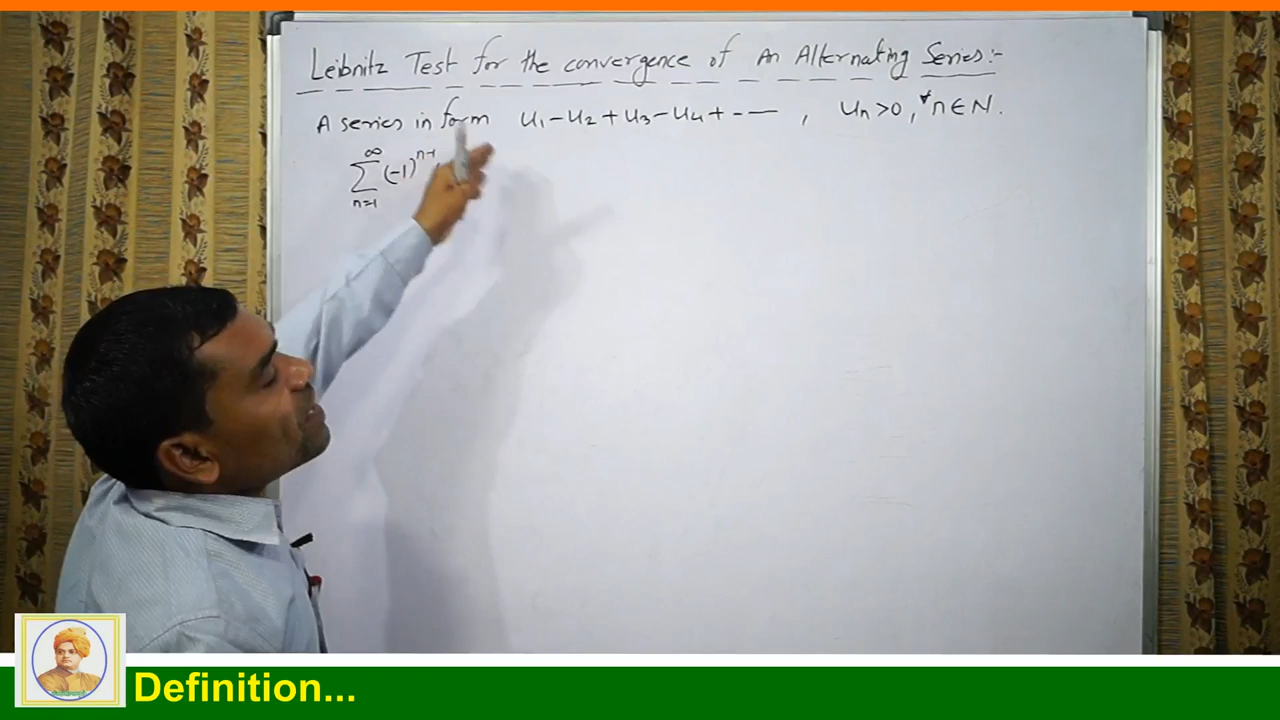 Leibnitz Test for the convergence of An Alternating Series:-
A series in form u₁-u₂+u₃-u₄+----- , uₙ>0, ∀n∈N.
∞
∑ (-1)ⁿ⁻¹
n=1
Definition...